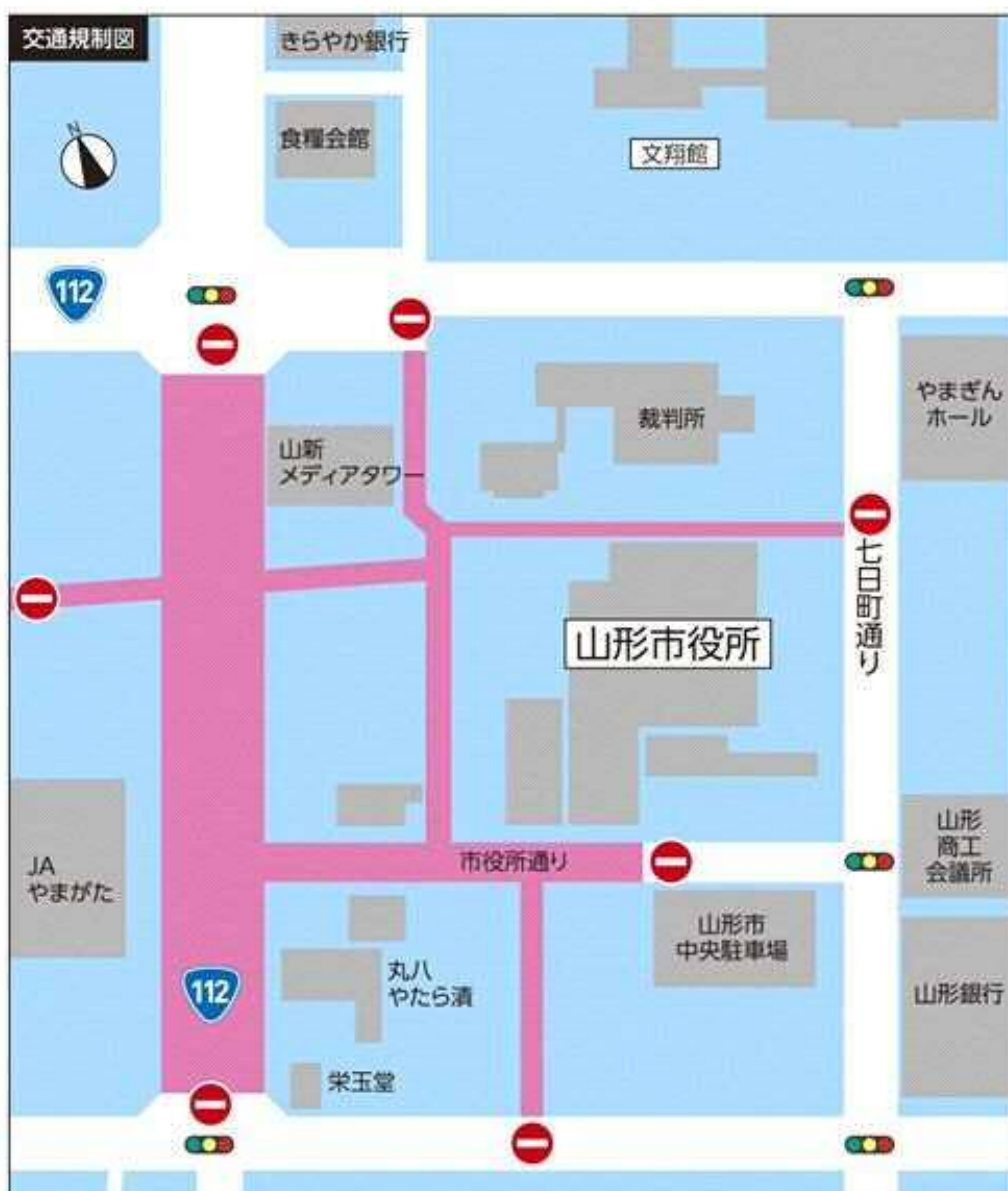 交通規制図
きらやか銀行
N
食糧会館
文翔館
112
やまぎん
ホール
裁判所
山新
メディアタワー
七日町通り
山形市役所
市役所通り
山形
商工
会議所
JA
やまがた
山形市
中央駐車場
丸八
やたら漬
112
山形銀行
栄玉堂